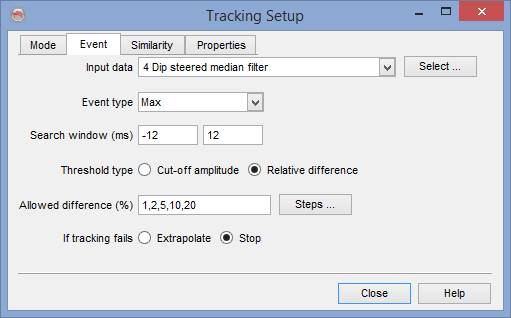 Tracking Setup
Mode Event Similarity Properties
Input data 4 Dip steered median filter Select ...
Event type Max
Search window (ms) -12 12
Threshold type Cut-off amplitude Relative difference
Allowed difference (%) 1,2,5,10,20 Steps ...
If tracking fails Extrapolate Stop
Close Help